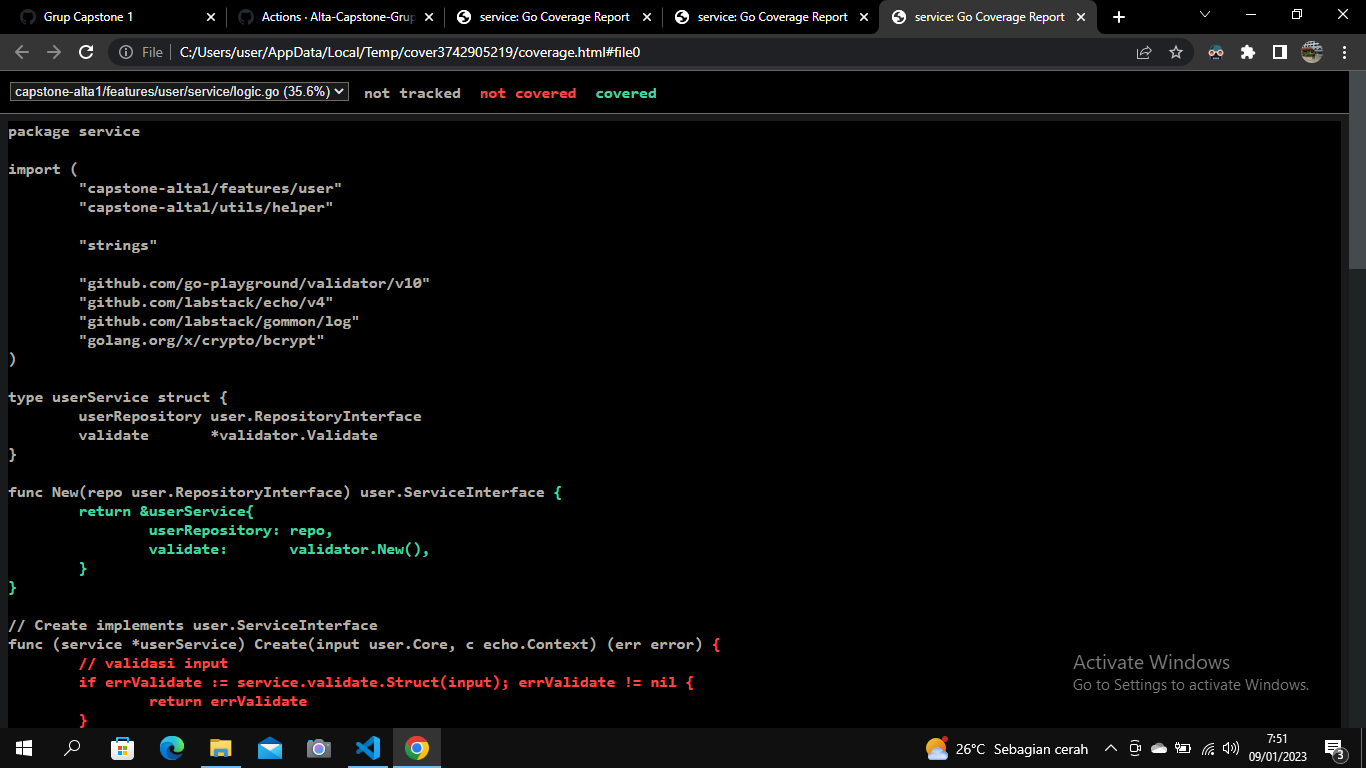 Grup Capstone 1
Actions · Alta-Capstone-Grup
service: Go Coverage Report
service: Go Coverage Report
service: Go Coverage Report
File
C:/Users/user/AppData/Local/Temp/cover3742905219/coverage.html#file0
capstone-alta1/features/user/service/logic.go (35.6%)
not tracked not covered covered
package service
import (
"capstone-alta1/features/user"
"capstone-alta1/utils/helper"
"strings"
"github.com/go-playground/validator/v10"
"github.com/labstack/echo/v4"
"github.com/labstack/gommon/log"
"golang.org/x/crypto/bcrypt"
)
type userService struct {
userRepository user.RepositoryInterface
validate *validator.Validate
}
func New(repo user.RepositoryInterface) user.ServiceInterface {
return &userService{
userRepository: repo,
validate: validator.New(),
}
}
// Create implements user.ServiceInterface
func (service *userService) Create(input user.Core, c echo.Context) (err error) {
// validasi input
if errValidate := service.validate.Struct(input); errValidate != nil {
return errValidate
}
Activate Windows
Go to Settings to activate Windows.
26°C Sebagian cerah
7:51
09/01/2023
3